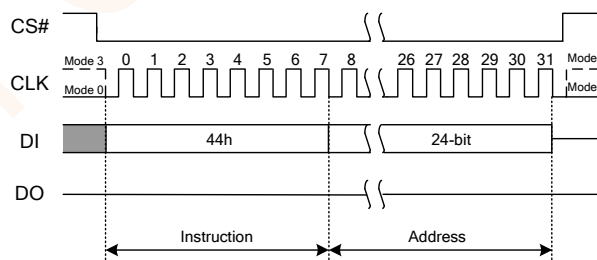 CS#
Mode 3 0 1 2 3 4 5 6 7 8 26 27 28 29 30 31 Mode
CLK
Mode 0 Mode
DI 44h 24-bit
DO
Instruction Address